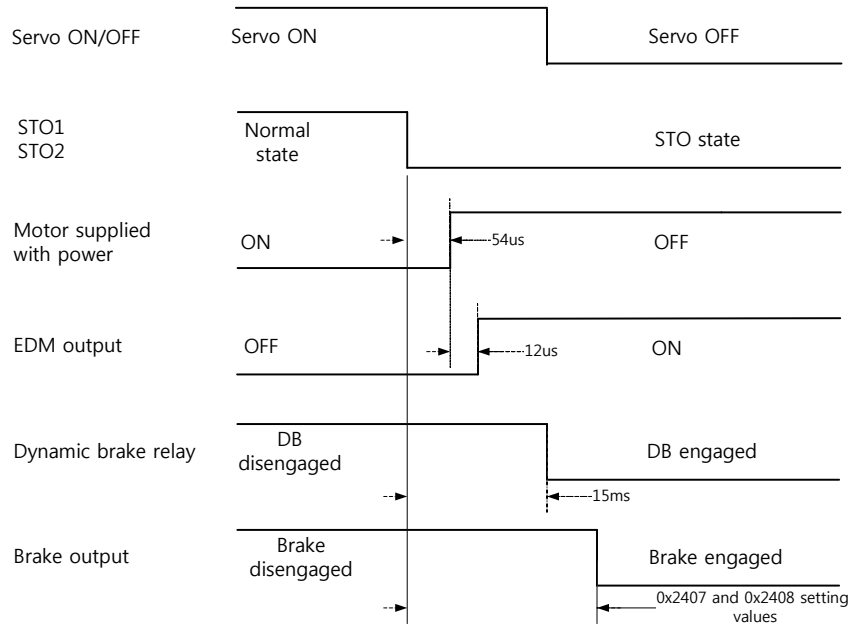 Servo ON/OFF
Servo ON
Servo OFF
STO1
STO2
Normal
state
STO state
Motor supplied
with power
ON
54us
OFF
EDM output
OFF
12us
ON
Dynamic brake relay
DB
disengaged
DB engaged
15ms
Brake output
Brake
disengaged
Brake engaged
0x2407 and 0x2408 setting
values